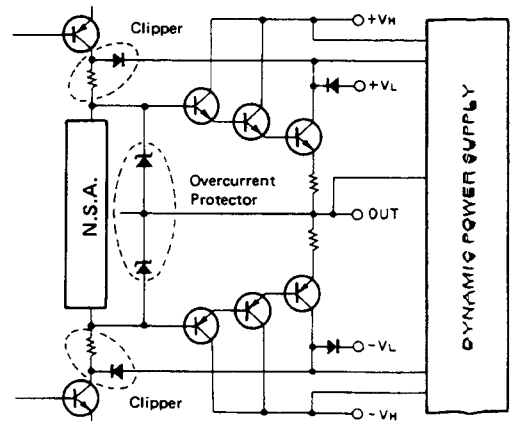 Clipper
+VH
+VL
N.S.A.
Overcurrent
Protector
OUT
DYNAMIC POWER SUPPLY
-VL
Clipper
-VH